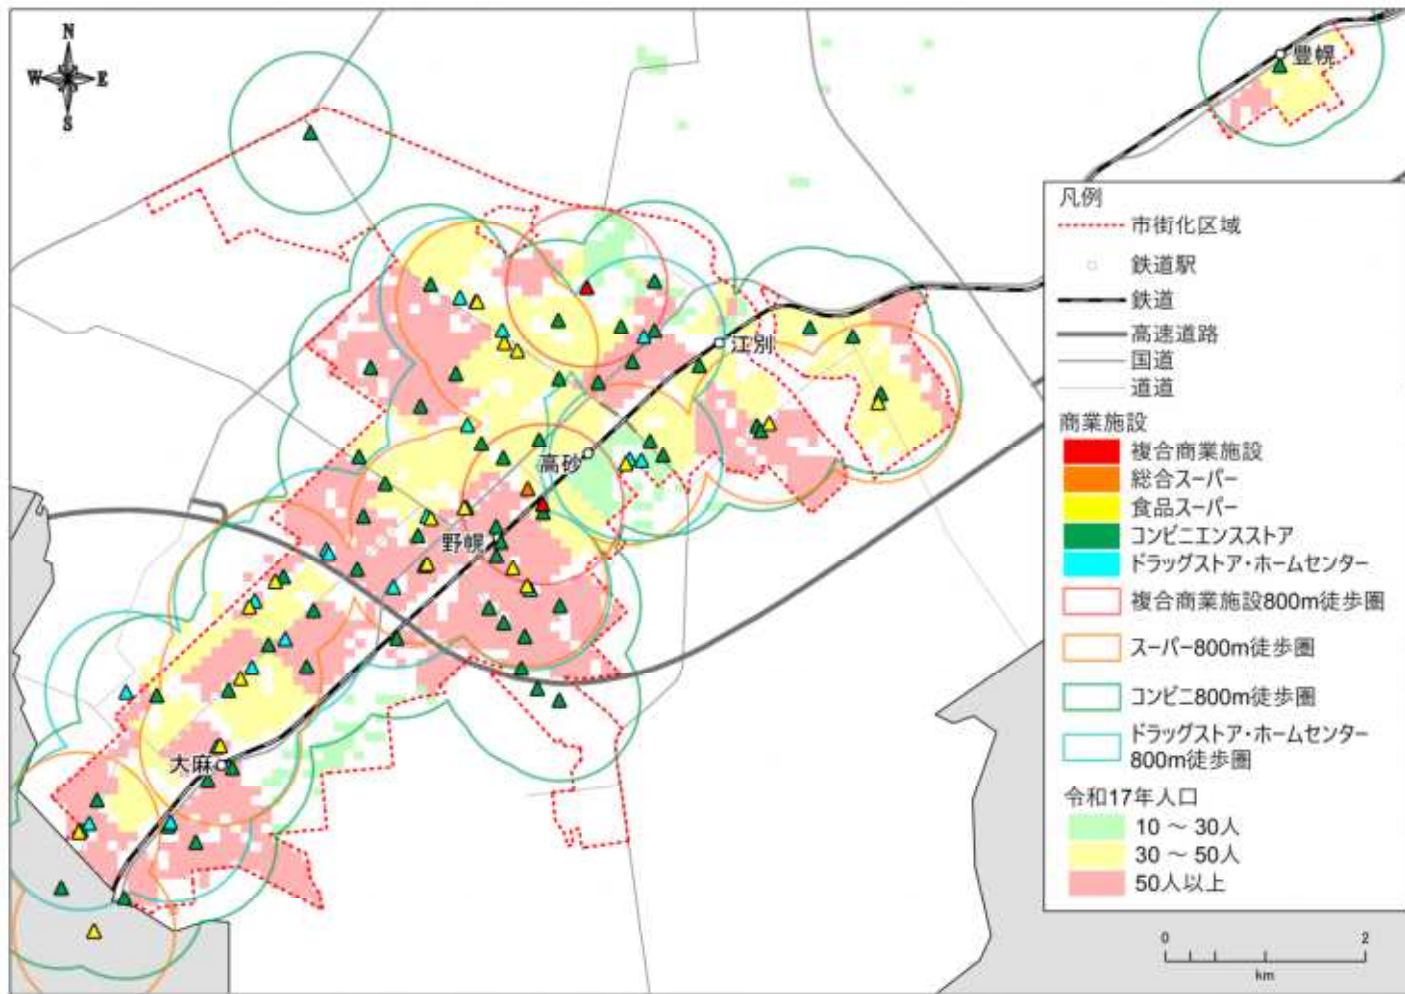 N
W E
S
豊幌
江別
高砂
野幌
大麻
凡例
市街化区域
鉄道駅
鉄道
高速道路
国道
道道
商業施設
複合商業施設
総合スーパー
食品スーパー
コンビニエンスストア
ドラッグストア・ホームセンター
複合商業施設800m徒歩圏
スーパー800m徒歩圏
コンビニ800m徒歩圏
ドラッグストア・ホームセンター
800m徒歩圏
令和17年人口
10 ～ 30人
30 ～ 50人
50人以上
0 2
km